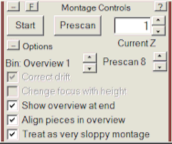 – F Montage Controls ?
Start Prescan 1
– Options Current Z
Bin: Overview 1 Prescan 8
Correct drift
Change focus with height
Show overview at end
Align pieces in overview
Treat as very sloppy montage